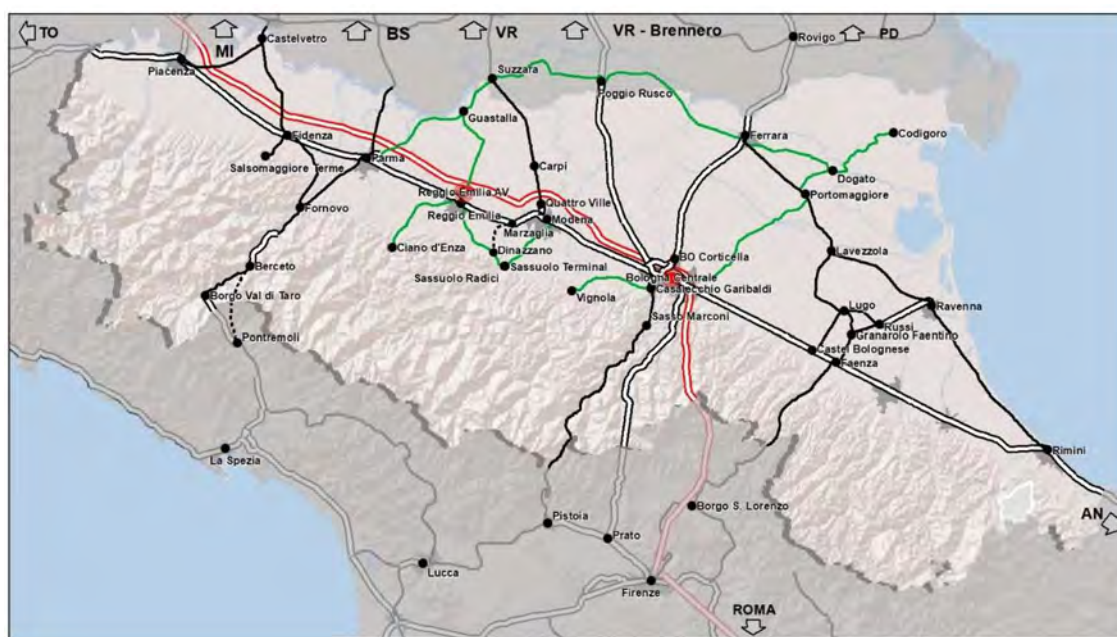 TO
MI
Castelvetro
BS
VR
VR - Brennero
Rovigo
PD
Piacenza
Suzzara
Poggio Rusco
Guastalla
Fidenza
Ferrara
Codigoro
Salsomaggiore Terme
Parma
Carpi
Dogato
Reggio Emilia AV
Portomaggiore
Fornovo
Quattro Ville
Reggio Emilia
Modena
Marzaglia
Ciano d'Enza
Dinazzano
BO Corticella
Lavezzola
Berceto
Sassuolo Terminal
Sassuolo Radici
Bologna Centrale
Casalecchio Garibaldi
Borgo Val di Taro
Vignola
Lugo
Ravenna
Sasso Marconi
Russi
Granarolo Faentino
Pontremoli
Castel Bolognese
Faenza
La Spezia
Rimini
Borgo S. Lorenzo
AN
Pistoia
Prato
Lucca
Firenze
ROMA